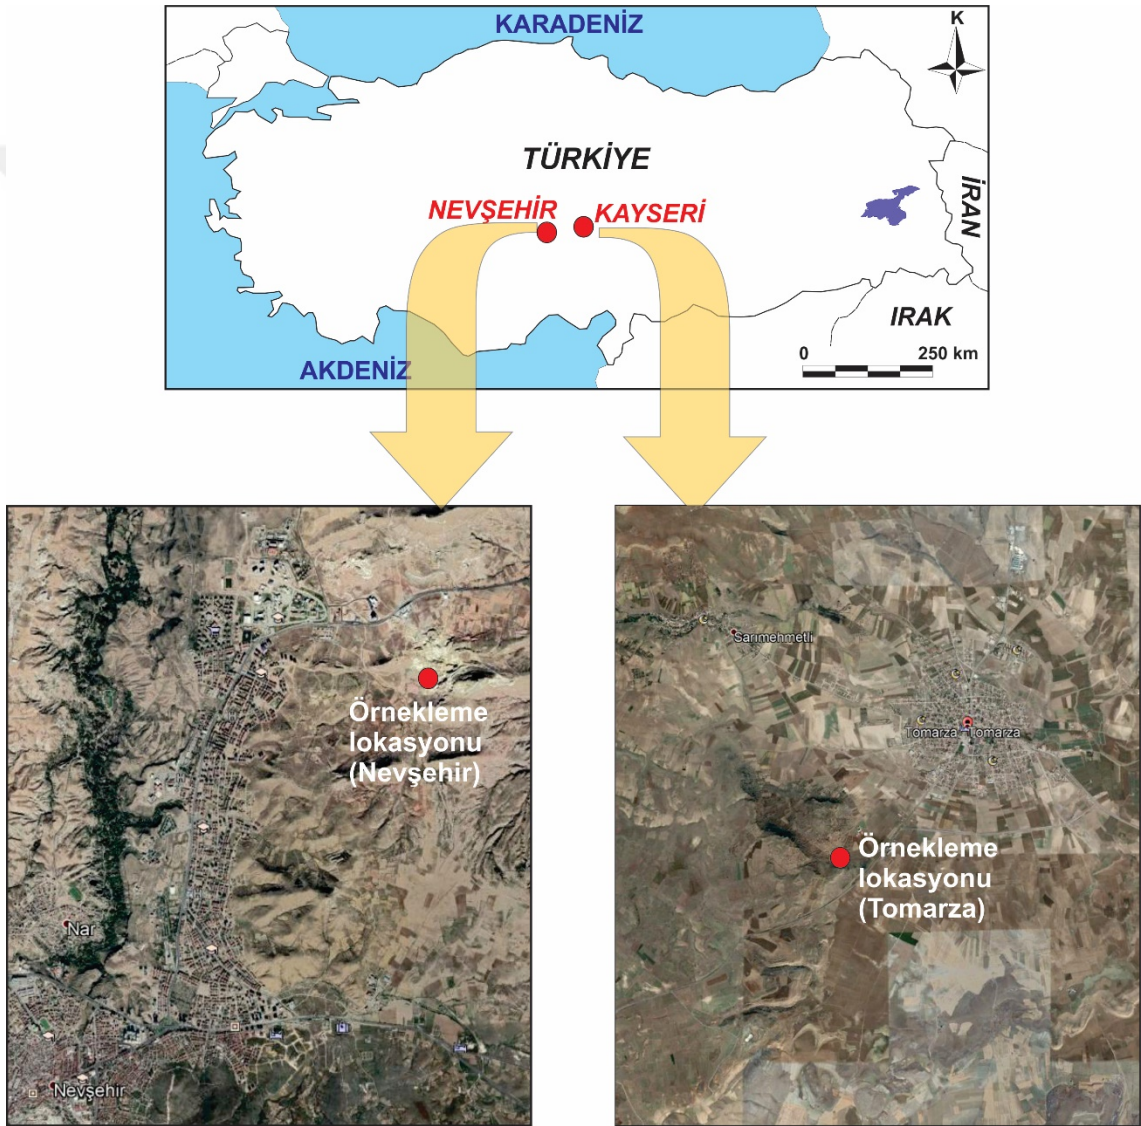 KARADENİZ
K
TÜRKİYE
İRAN
NEVŞEHİR
KAYSERİ
IRAK
0 250 km
AKDENİZ
Sarımehmetli
Örnekleme
lokasyonu
(Nevşehir)
Tomarza Tomarza
Örnekleme
lokasyonu
(Tomarza)
Nar
Nevşehir